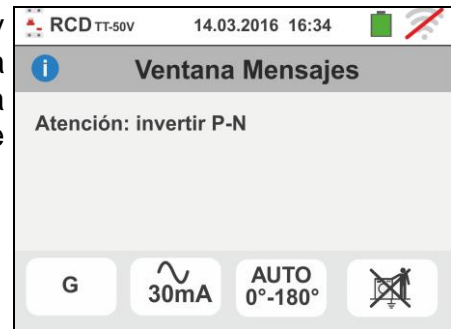 y
a
a
e
RCD TT-50V 14.03.2016 16:34
i Ventana Mensajes
Atención: invertir P-N
G
30mA
AUTO
0°-180°